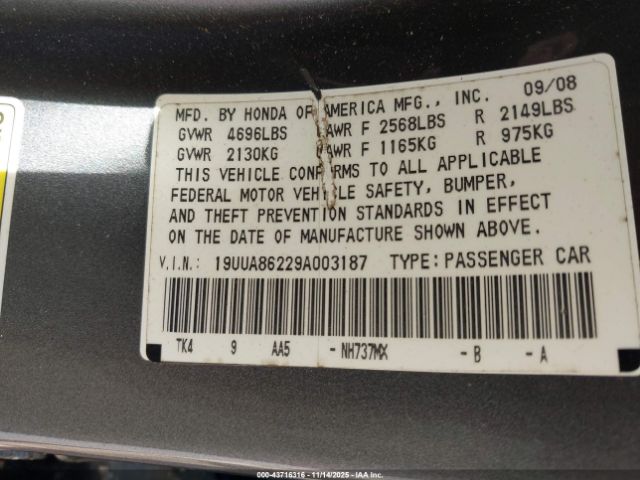 09/08
MFD. BY HONDA OF AMERICA MFG., INC.
GVWR 4696LBS GAWR F 2568LBS R 2149LBS
GVWR 2130KG GAWR F 1165KG R 975KG
THIS VEHICLE CONFORMS TO ALL APPLICABLE
FEDERAL MOTOR VEHICLE SAFETY, BUMPER,
AND THEFT PREVENTION STANDARDS IN EFFECT
ON THE DATE OF MANUFACTURE SHOWN ABOVE.
V.I.N.: 19UUA86229A003187 TYPE: PASSENGER CAR
TK4 9 AA5 - NH737MX - B - A
00-43716316 - 11/14/2025 - IAA Inc.